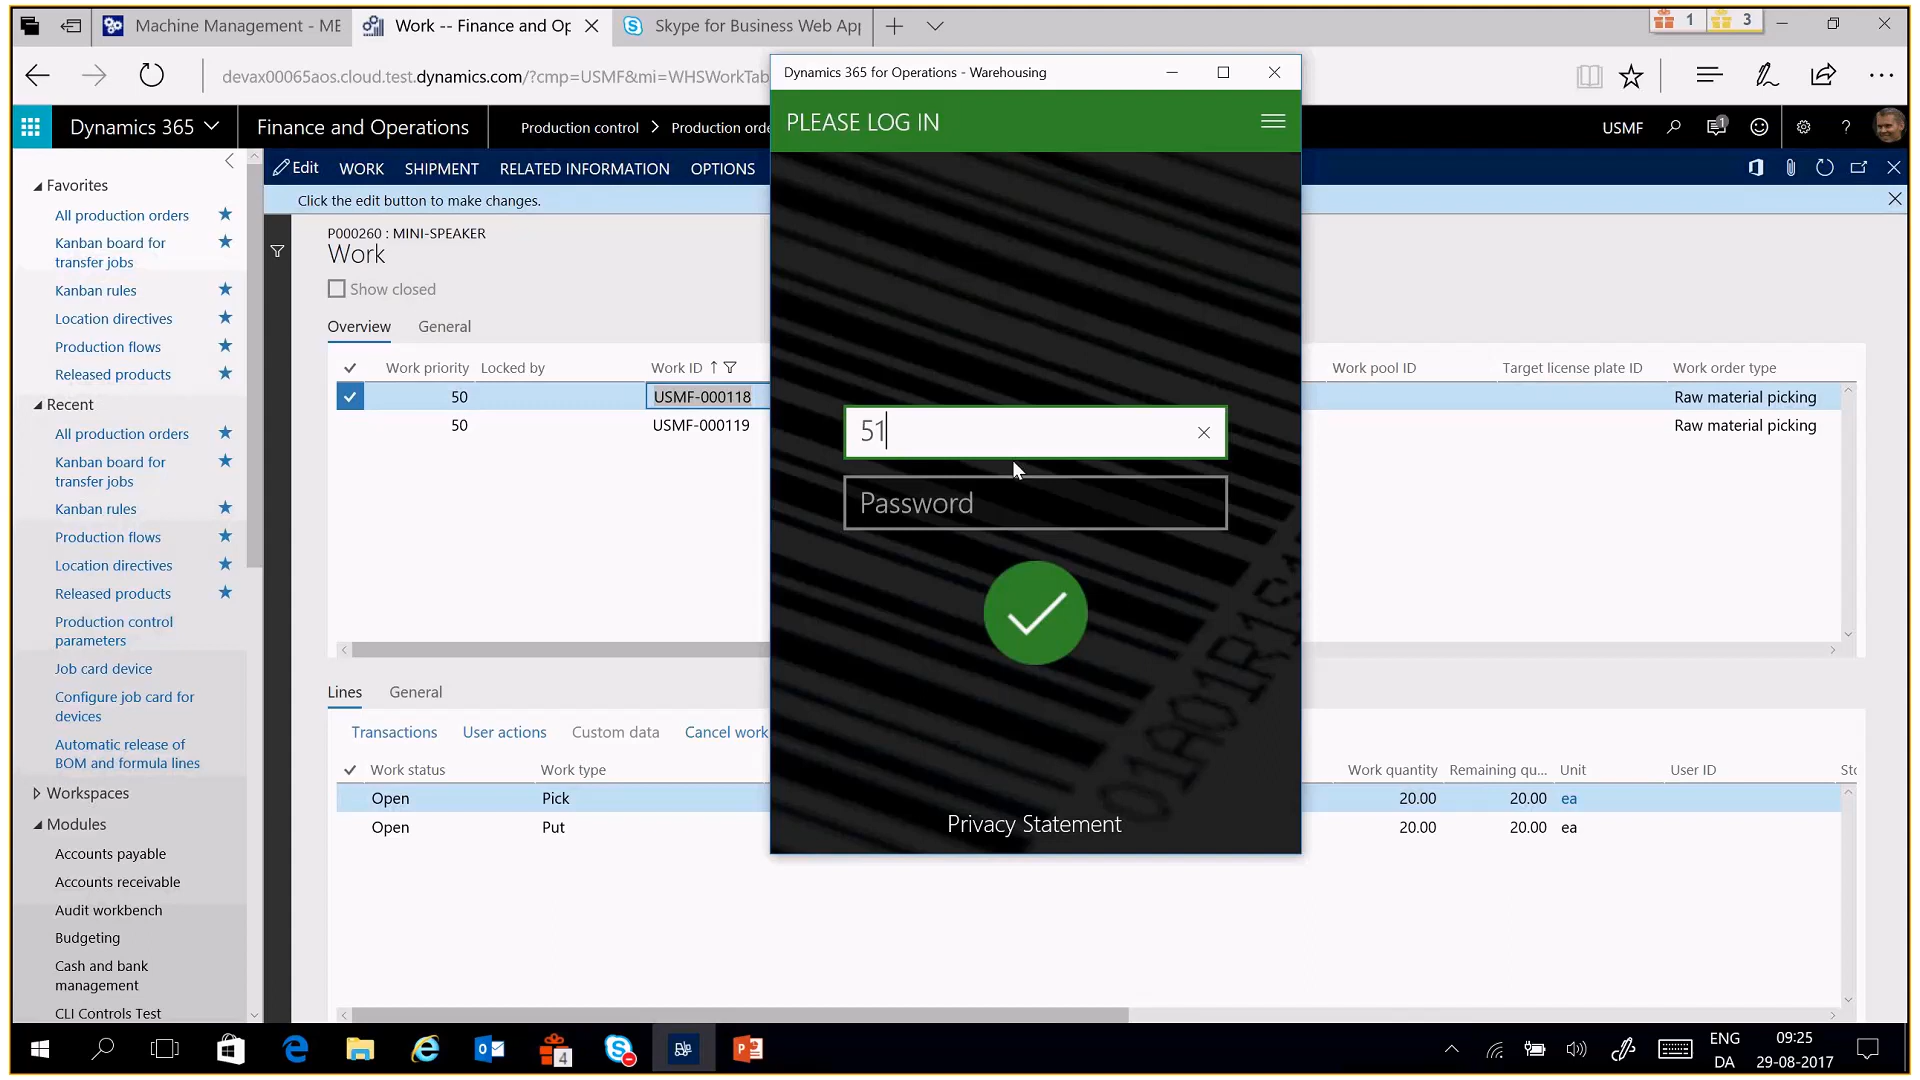 Machine Management - ME
Work -- Finance and Op
Skype for Business Web App
1
3
devax00065aos.cloud.test.dynamics.com/?cmp=USMF&mi=WHSWorkTab
Dynamics 365 for Operations - Warehousing
PLEASE LOG IN
51
Password
Privacy Statement
Dynamics 365
Finance and Operations
Production control
Production orde
USMF
1
?
Edit
WORK
SHIPMENT
RELATED INFORMATION
OPTIONS
Click the edit button to make changes.
Favorites
All production orders
Kanban board for
transfer jobs
Kanban rules
Location directives
Production flows
Released products
Recent
All production orders
Kanban board for
transfer jobs
Kanban rules
Production flows
Location directives
Released products
Production control
parameters
Job card device
Configure job card for
devices
Automatic release of
BOM and formula lines
Workspaces
Modules
Accounts payable
Accounts receivable
Audit workbench
Budgeting
Cash and bank
management
CLI Controls Test
P000260 : MINI-SPEAKER
Work
Show closed
Overview General
Work priority Locked by Work ID Work pool ID Target license plate ID Work order type
50 USMF-000118 Raw material picking
50 USMF-000119 Raw material picking
Lines General
Transactions User actions Custom data Cancel work
Work status Work type Work quantity Remaining qu... Unit User ID
Open Pick 20.00 20.00 ea
Open Put 20.00 20.00 ea
4
ENG
DA
09:25
29-08-2017